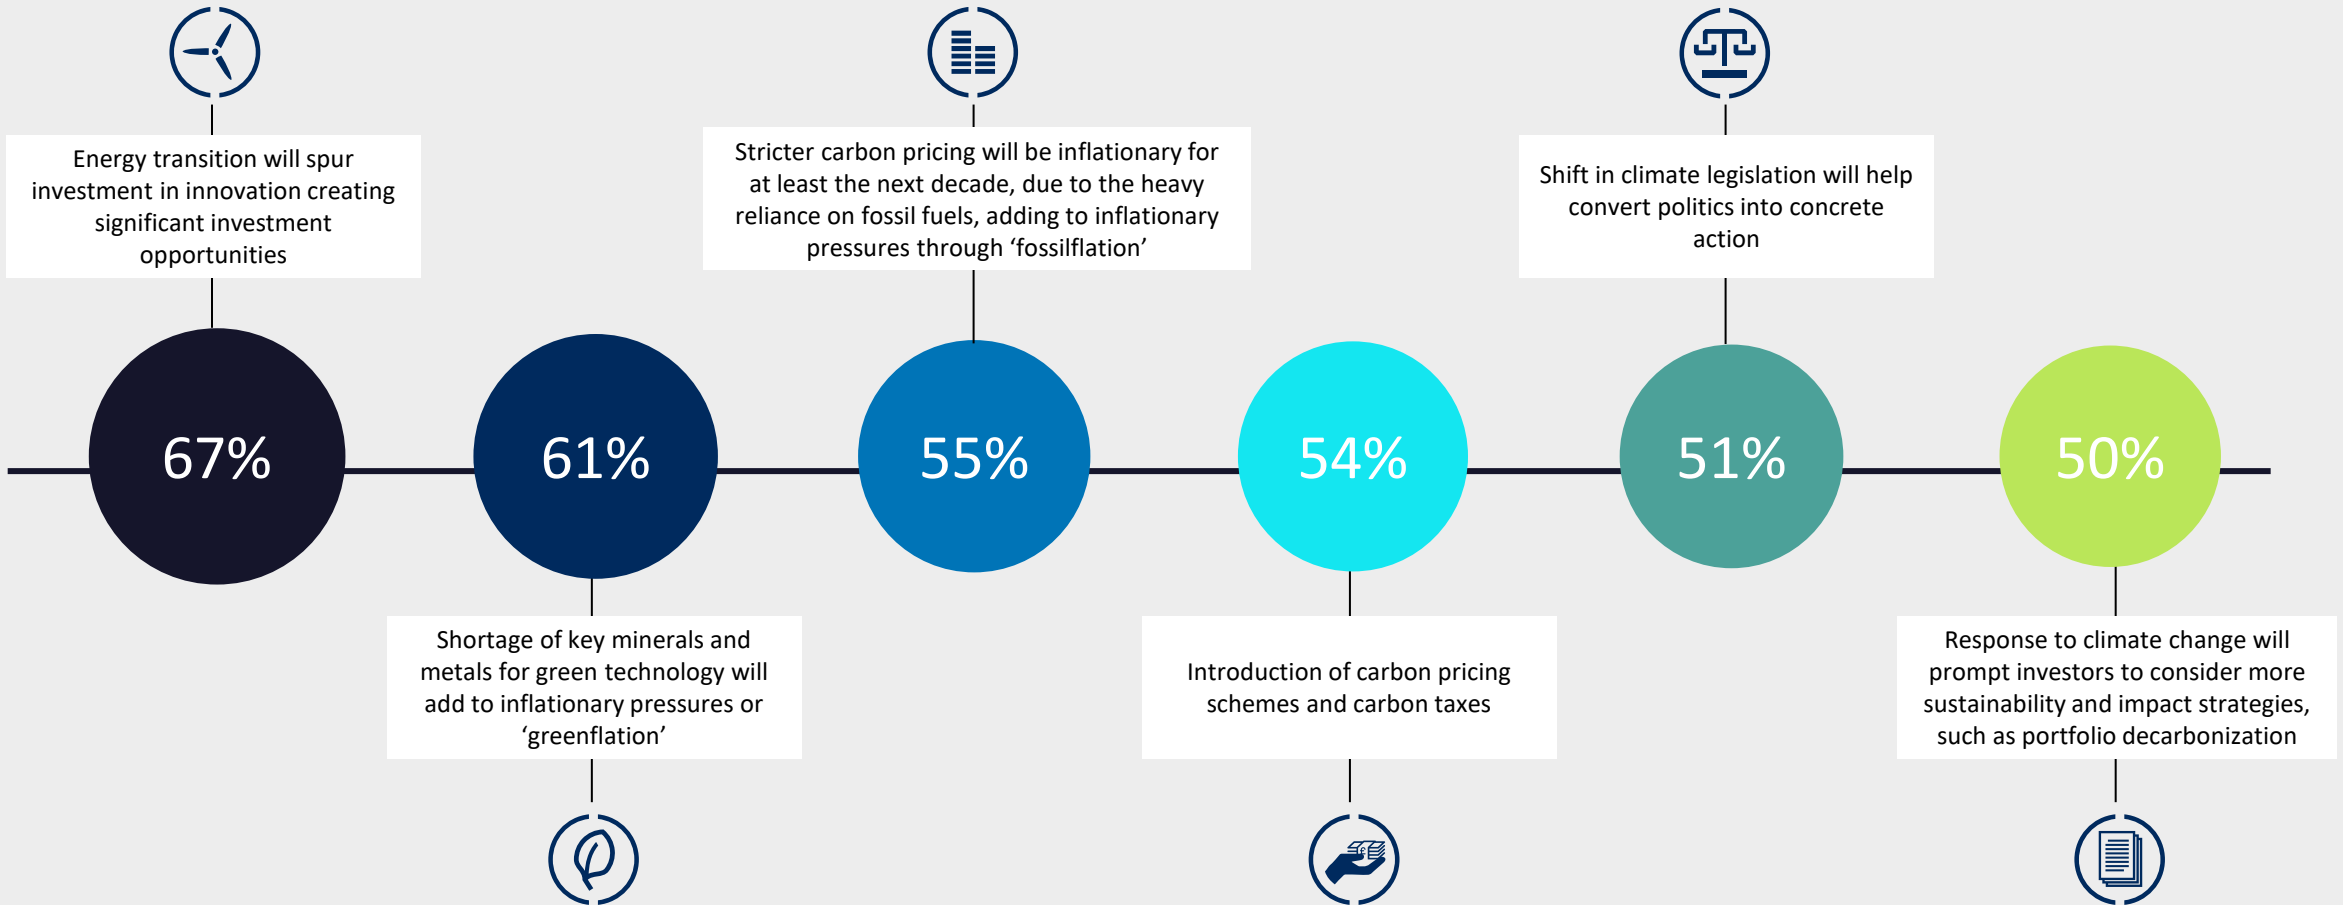 Energy transition will spur
investment in innovation creating
significant investment
opportunities
67%
Shortage of key minerals and
metals for green technology will
add to inflationary pressures or
‘greenflation’
61%
Stricter carbon pricing will be inflationary for
at least the next decade, due to the heavy
reliance on fossil fuels, adding to inflationary
pressures through ‘fossilflation’
55%
Introduction of carbon pricing
schemes and carbon taxes
54%
£
Shift in climate legislation will help
convert politics into concrete
action
51%
Response to climate change will
prompt investors to consider more
sustainability and impact strategies,
such as portfolio decarbonization
50%